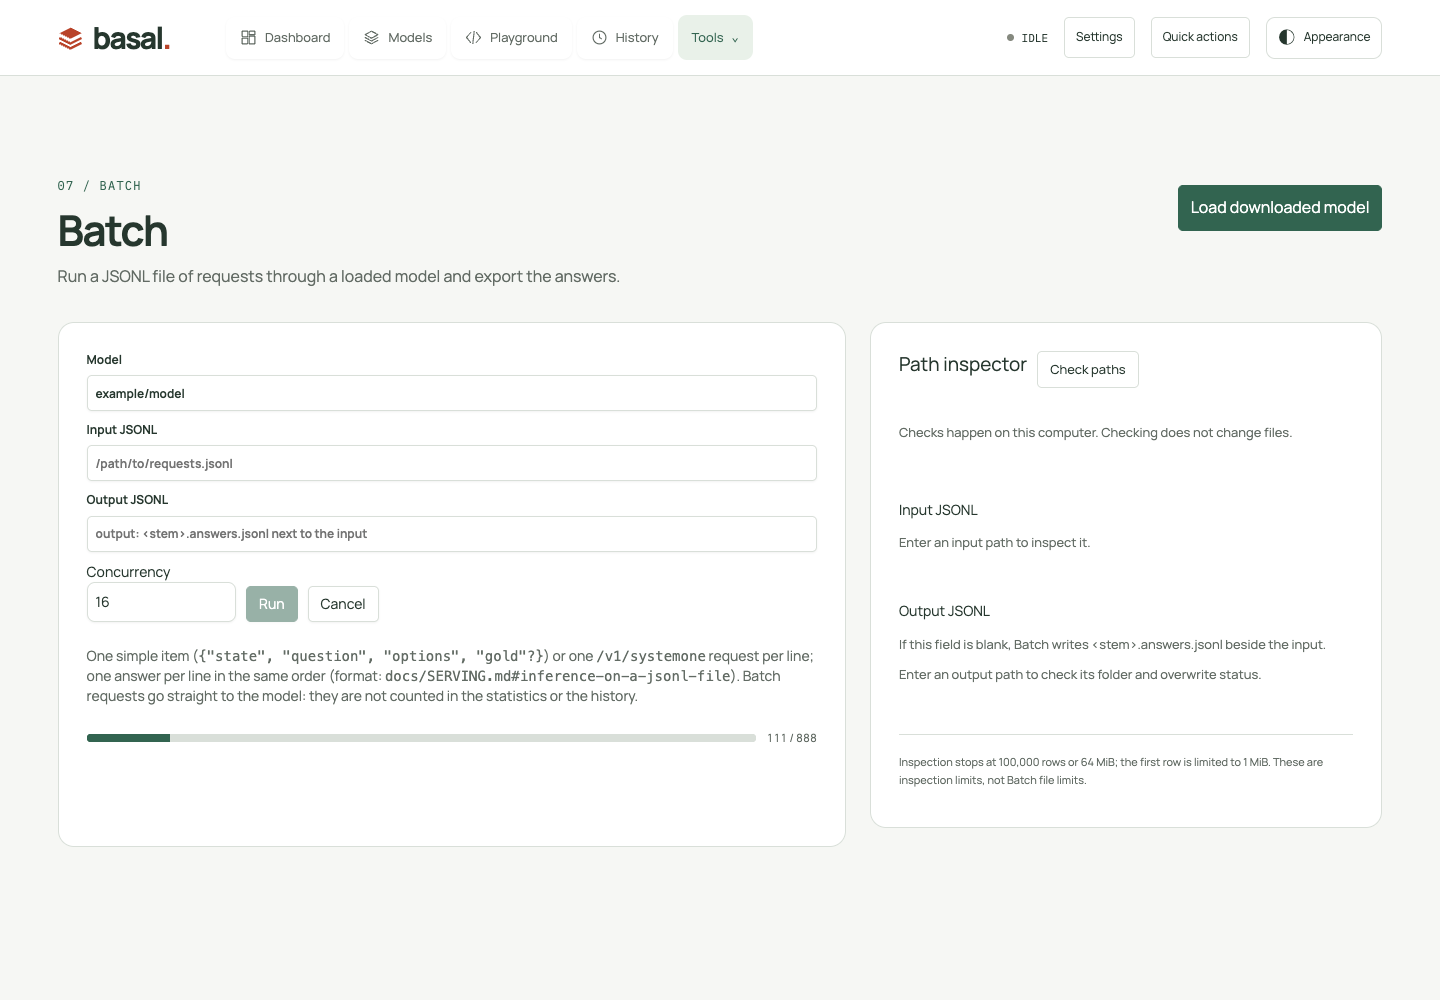 basal.
Dashboard
Models
Playground
History
Tools
IDLE
Settings
Quick actions
Appearance
07 / BATCH
Batch
Run a JSONL file of requests through a loaded model and export the answers.
Load downloaded model
Model
example/model
Input JSONL
/path/to/requests.jsonl
Output JSONL
output: <stem>.answers.jsonl next to the input
Concurrency
16
Run
Cancel
One simple item ({"state", "question", "options", "gold"?}) or one /v1/systemone request per line;
one answer per line in the same order (format: docs/SERVING.md#inference-on-a-jsonl-file). Batch
requests go straight to the model: they are not counted in the statistics or the history.
111 / 888
Path inspector
Check paths
Checks happen on this computer. Checking does not change files.
Input JSONL
Enter an input path to inspect it.
Output JSONL
If this field is blank, Batch writes <stem>.answers.jsonl beside the input.
Enter an output path to check its folder and overwrite status.
Inspection stops at 100,000 rows or 64 MiB; the first row is limited to 1 MiB. These are
inspection limits, not Batch file limits.